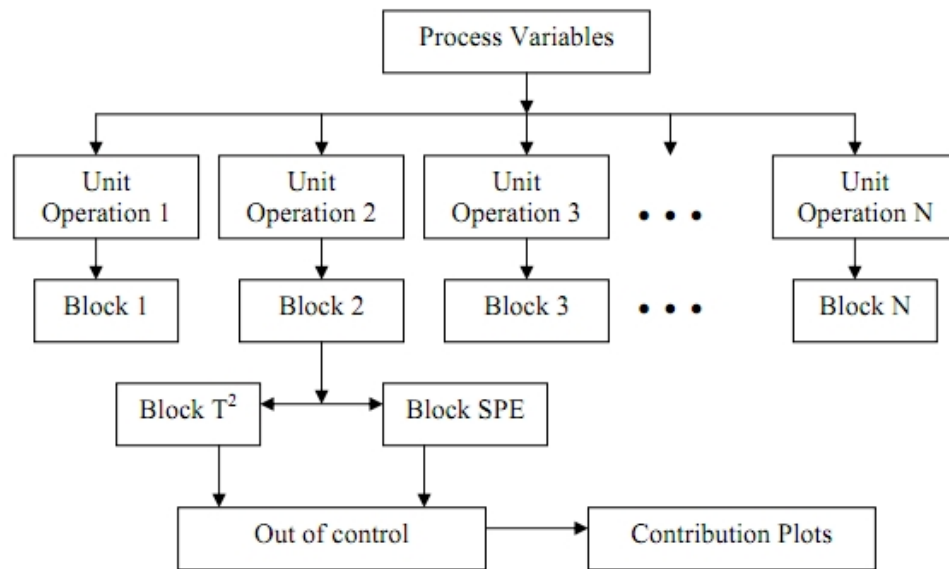 Process Variables
Unit
Operation 1
Unit
Operation 2
Unit
Operation 3
Unit
Operation N
Block 1
Block 2
Block 3
Block N
Block T²
Block SPE
Out of control
Contribution Plots